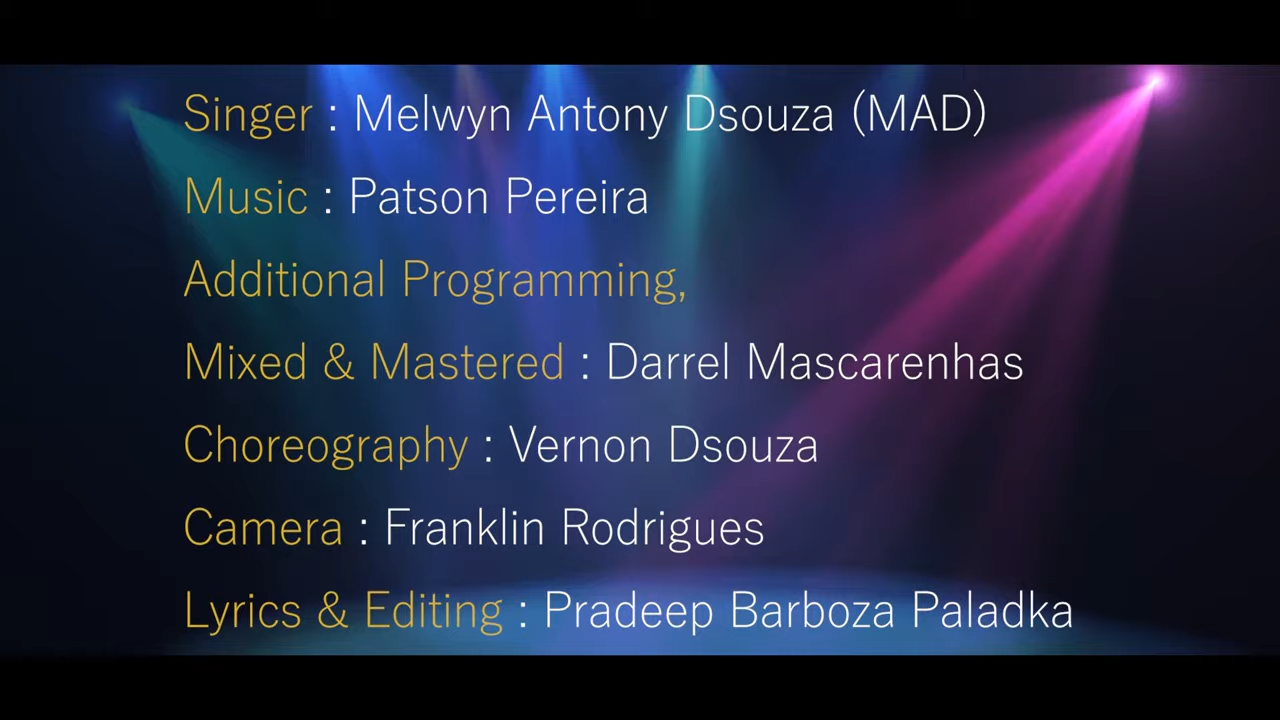 Singer : Melwyn Antony Dsouza (MAD)
Music : Patson Pereira
Additional Programming,
Mixed & Mastered : Darrel Mascarenhas
Choreography : Vernon Dsouza
Camera : Franklin Rodrigues
Lyrics & Editing : Pradeep Barboza Paladka